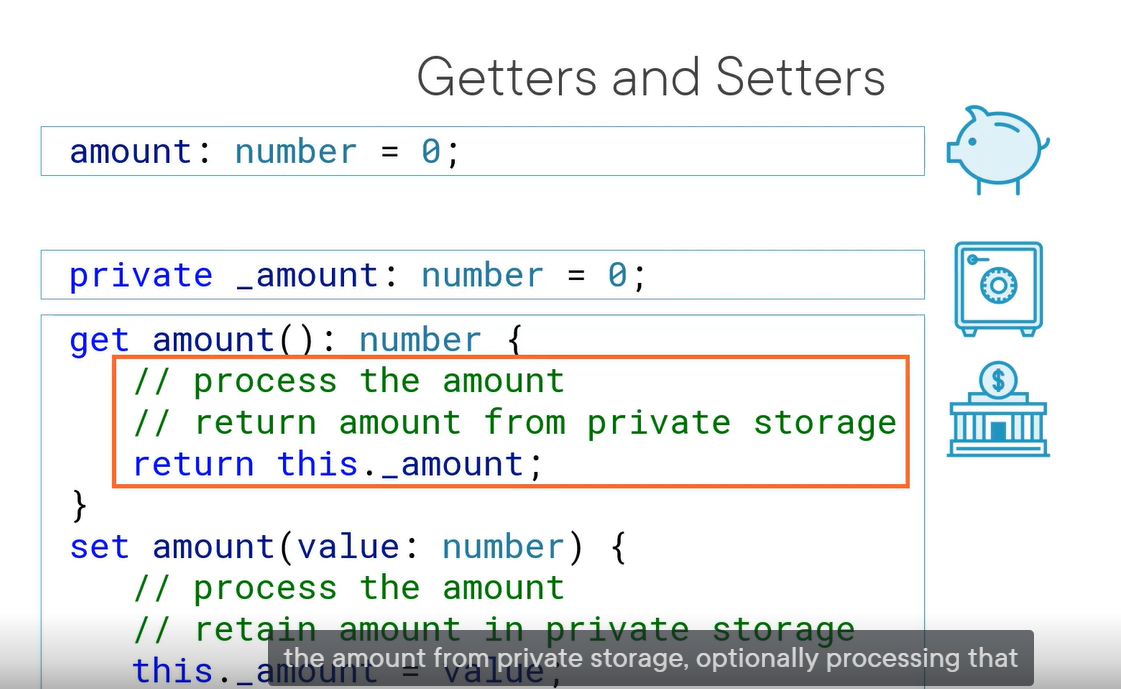 Getters and Setters
amount: number = 0;
private _amount: number = 0;
get amount(): number {
// process the amount
// return amount from private storage
return this._amount;
}
set amount(value: number) {
// process the amount
// retain amount in private storage
this._amount = value;
the amount from private storage, optionally processing that
$